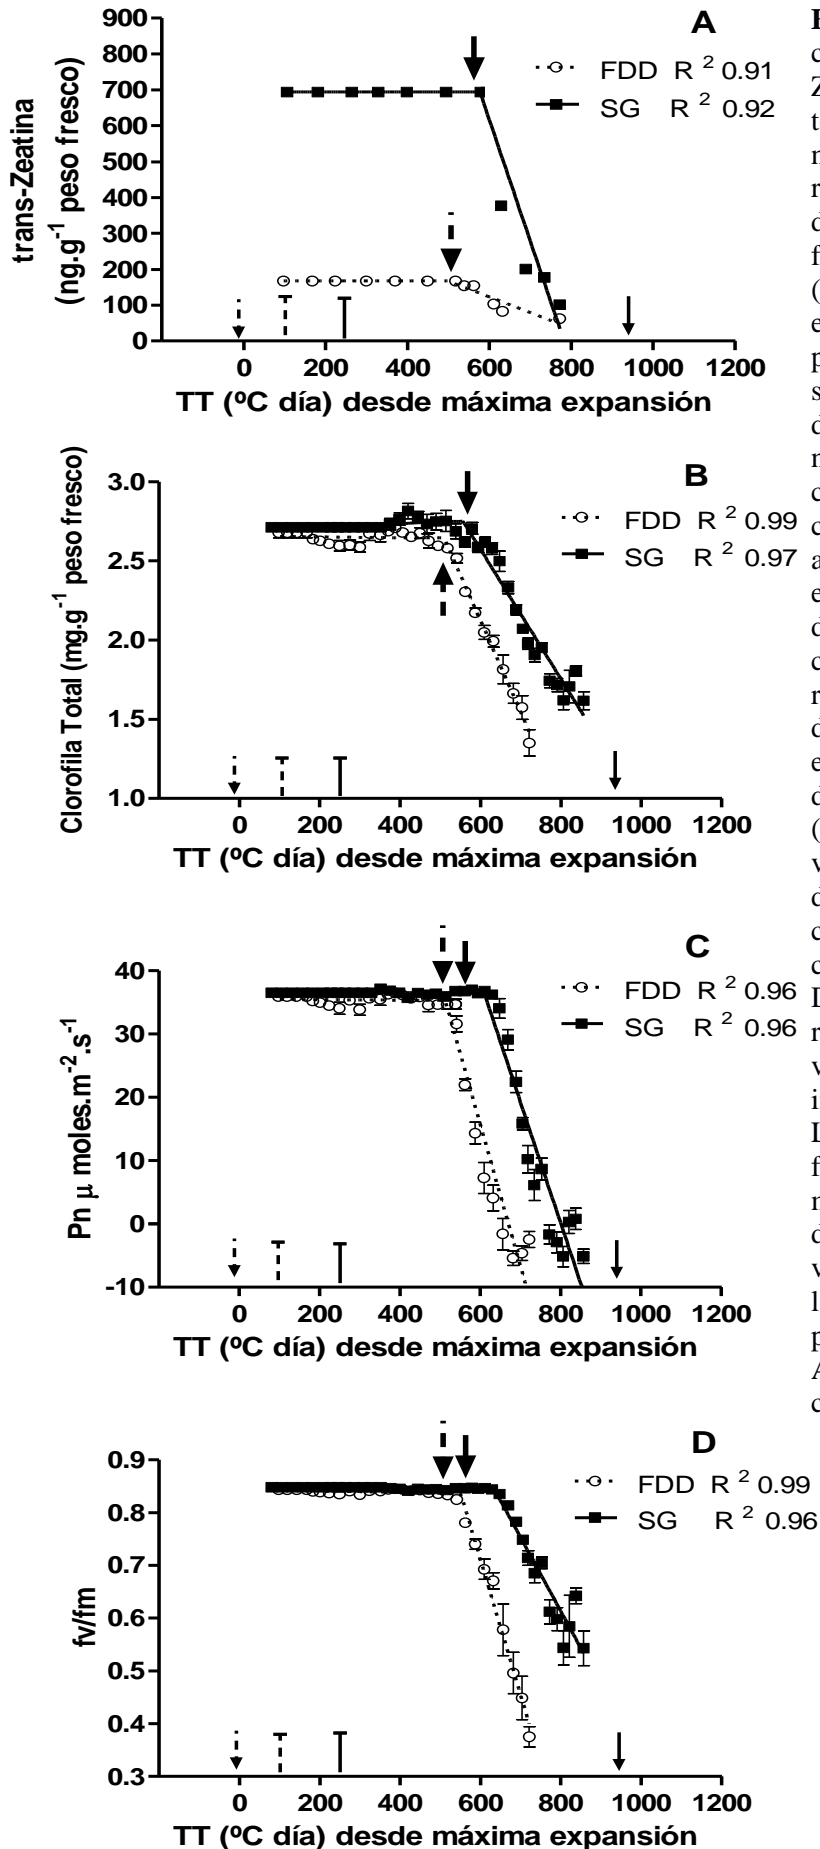 A
FDD R 2 0.91
SG R 2 0.92
trans-Zeatina
(ng.g-1 peso fresco)
900
800
700
600
500
400
300
200
100
0
0 200 400 600 800 1000 1200
TT (ºC día) desde máxima expansión
B
FDD R 2 0.99
SG R 2 0.97
Clorofila Total (mg.g-1 peso fresco)
3.0
2.5
2.0
1.5
1.0
0 200 400 600 800 1000 1200
TT (ºC día) desde máxima expansión
C
FDD R 2 0.96
SG R 2 0.96
Pn µ moles.m-2.s-1
40
30
20
10
0
-10
0 200 400 600 800 1000 1200
TT (ºC día) desde máxima expansión
D
FDD R 2 0.99
SG R 2 0.96
fv/fm
0.9
0.8
0.7
0.6
0.5
0.4
0.3
0 200 400 600 800 1000 1200
TT (ºC día) desde máxima expansión